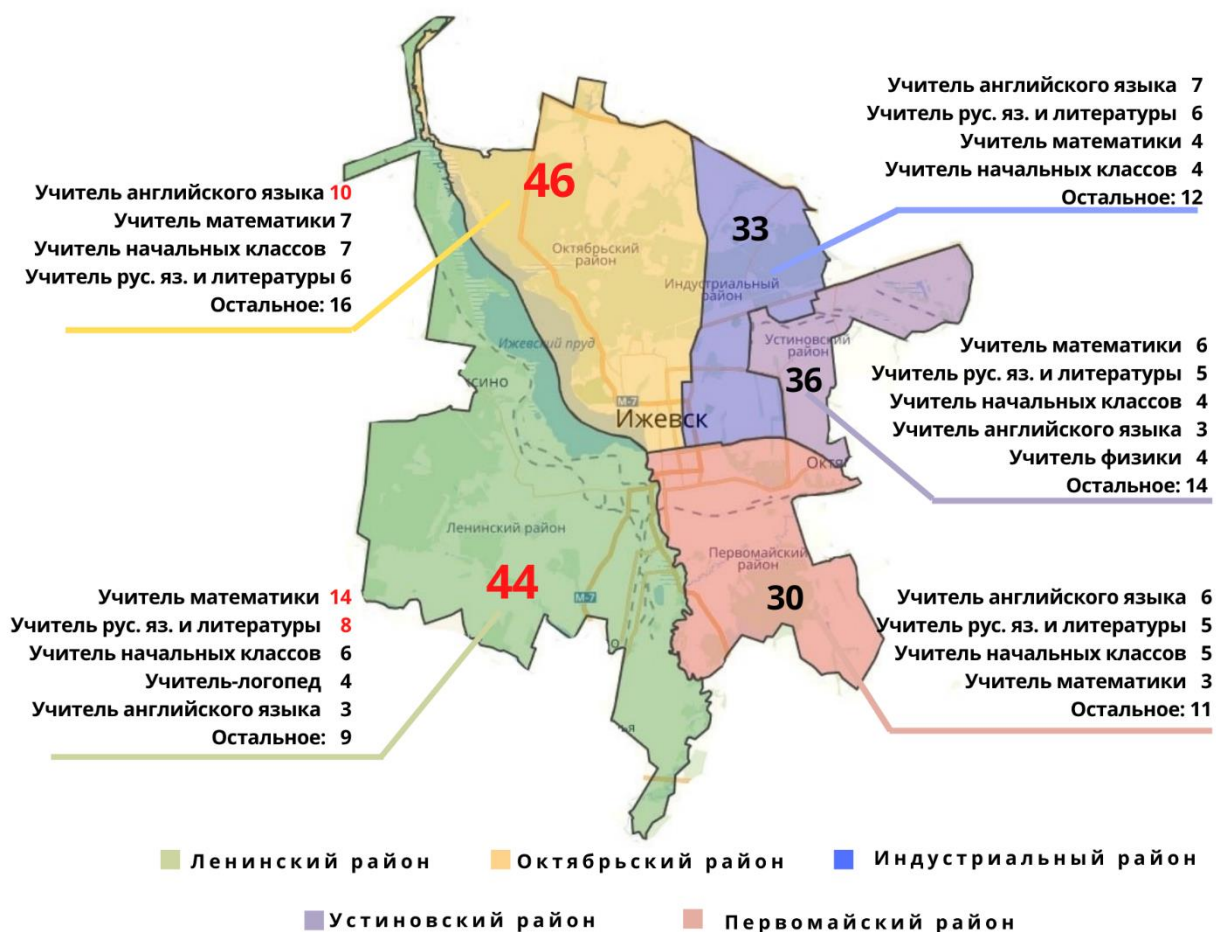 Учитель английского языка 7
Учитель рус. яз. и литературы 6
Учитель математики 4
Учитель начальных классов 4
Остальное: 12
Учитель английского языка 10
Учитель математики 7
Учитель начальных классов 7
Учитель рус. яз. и литературы 6
Остальное: 16
46
33
Октябрьский
район
Индустриальный
район
Ижевский пруд
Устиновский
район
36
М-7
Ижевск
Учитель математики 6
Учитель рус. яз. и литературы 5
Учитель начальных классов 4
Учитель английского языка 3
Учитель физики 4
Остальное: 14
Ленинский район
44
М-7
Первомайский
район
30
Учитель математики 14
Учитель рус. яз. и литературы 8
Учитель начальных классов 6
Учитель-логопед 4
Учитель английского языка 3
Остальное: 9
Учитель английского языка 6
Учитель рус. яз. и литературы 5
Учитель начальных классов 5
Учитель математики 3
Остальное: 11
Ленинский район
Октябрьский район
Индустриальный район
Устиновский район
Первомайский район